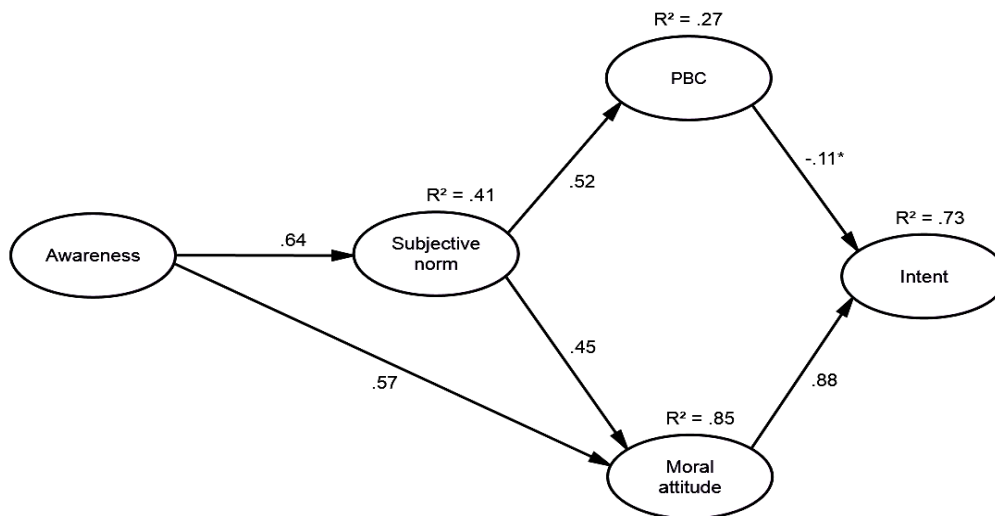 R² = .27
PBC
-.11*
.52
R² = .41
R² = .73
.64
Awareness
Subjective
norm
Intent
.45
.57
.88
R² = .85
Moral
attitude